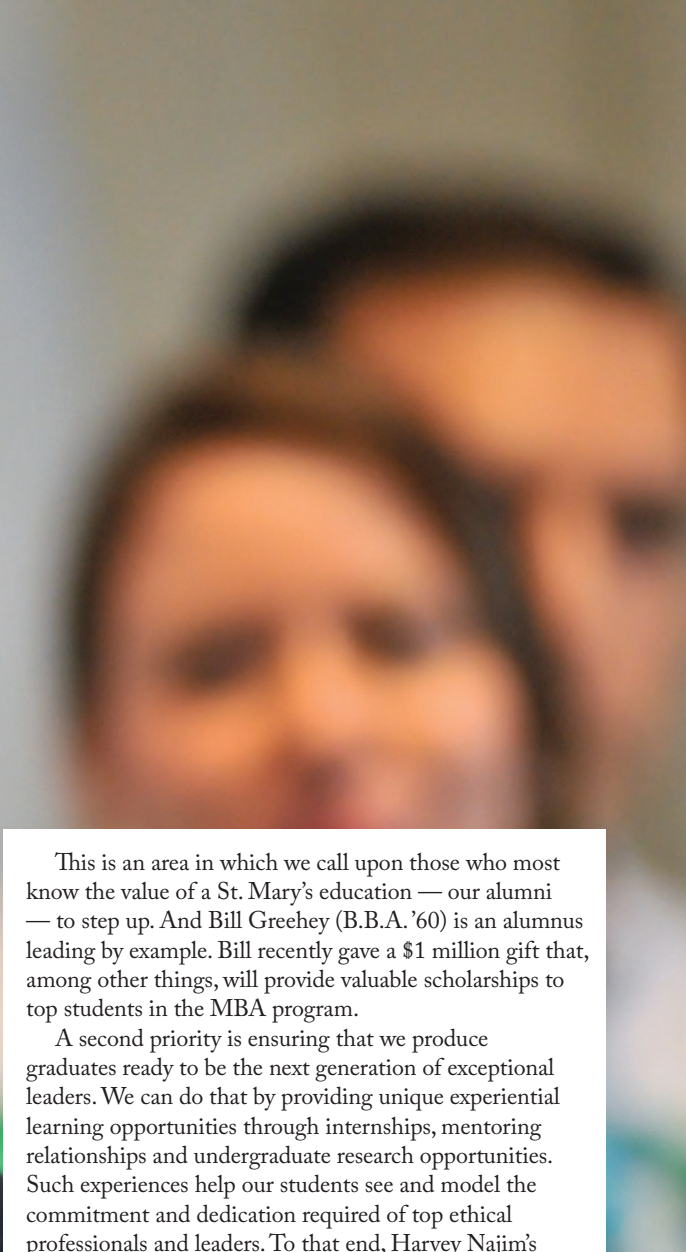 This is an area in which we call upon those who most
know the value of a St. Mary’s education — our alumni
— to step up. And Bill Greehey (B.B.A. ’60) is an alumnus
leading by example. Bill recently gave a $1 million gift that,
among other things, will provide valuable scholarships to
top students in the MBA program.
A second priority is ensuring that we produce
graduates ready to be the next generation of exceptional
leaders. We can do that by providing unique experiential
learning opportunities through internships, mentoring
relationships and undergraduate research opportunities.
Such experiences help our students see and model the
commitment and dedication required of top ethical
professionals and leaders. To that end, Harvey Najim’s